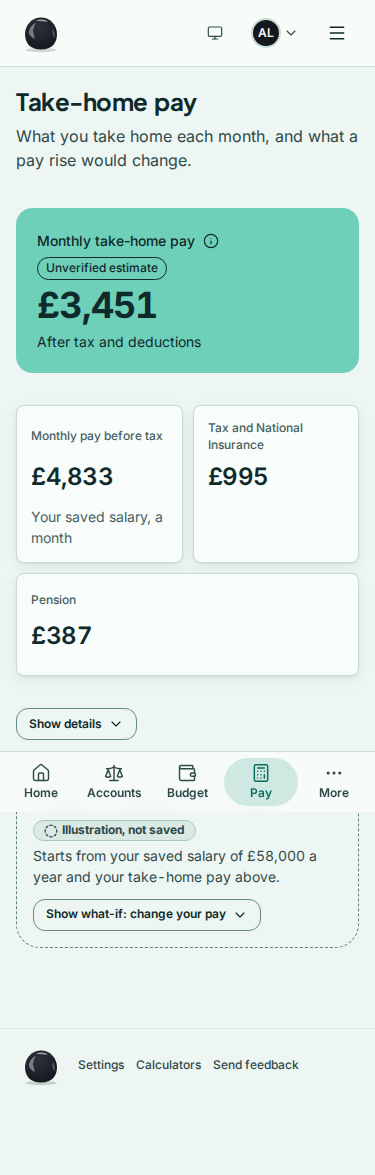 AL
Take-home pay
What you take home each month, and what a
pay rise would change.
Monthly take-home pay
Unverified estimate
£3,451
After tax and deductions
Monthly pay before tax
£4,833
Your saved salary, a
month
Tax and National
Insurance
£995
Pension
£387
Show details
Home Accounts Budget Pay More
Illustration, not saved
Starts from your saved salary of £58,000 a
year and your take-home pay above.
Show what-if: change your pay
Settings Calculators Send feedback